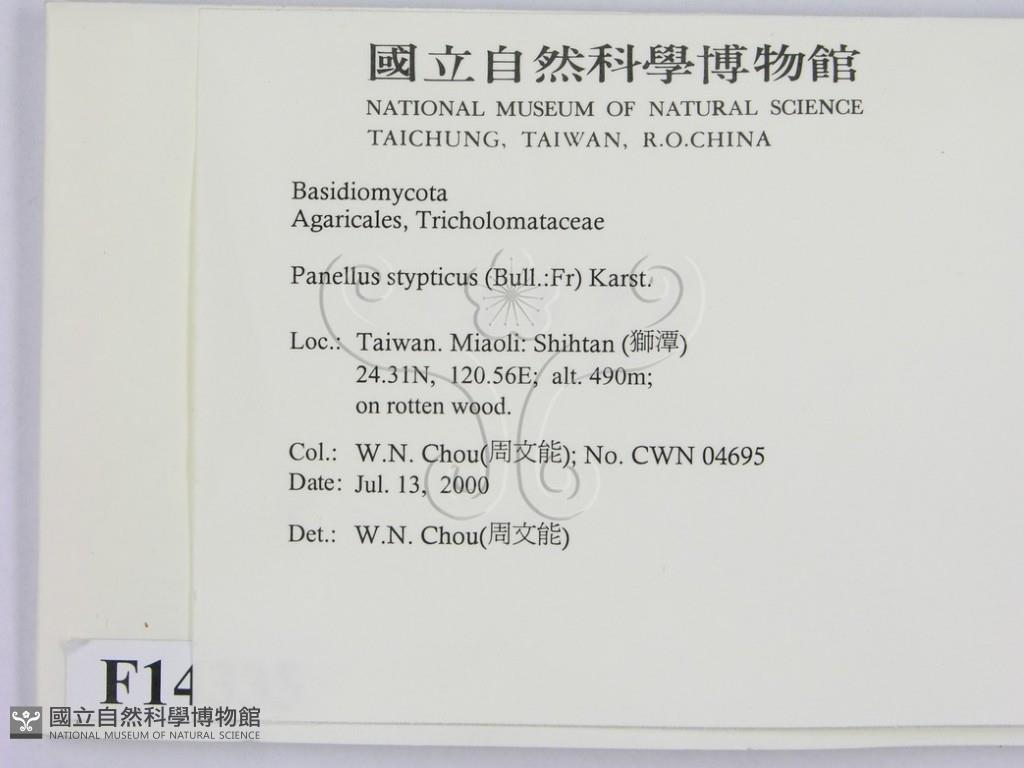 國立自然科學博物館
NATIONAL MUSEUM OF NATURAL SCIENCE
TAICHUNG, TAIWAN, R.O.CHINA
Basidiomycota
Agaricales, Tricholomataceae
Panellus stypticus (Bull.:Fr) Karst.
Loc.: Taiwan. Miaoli: Shihtan (獅潭)
24.31N, 120.56E; alt. 490m;
on rotten wood.
Col.: W.N. Chou(周文能); No. CWN 04695
Date: Jul. 13, 2000
Det.: W.N. Chou(周文能)
F14
國立自然科學博物館
NATIONAL MUSEUM OF NATURAL SCIENCE